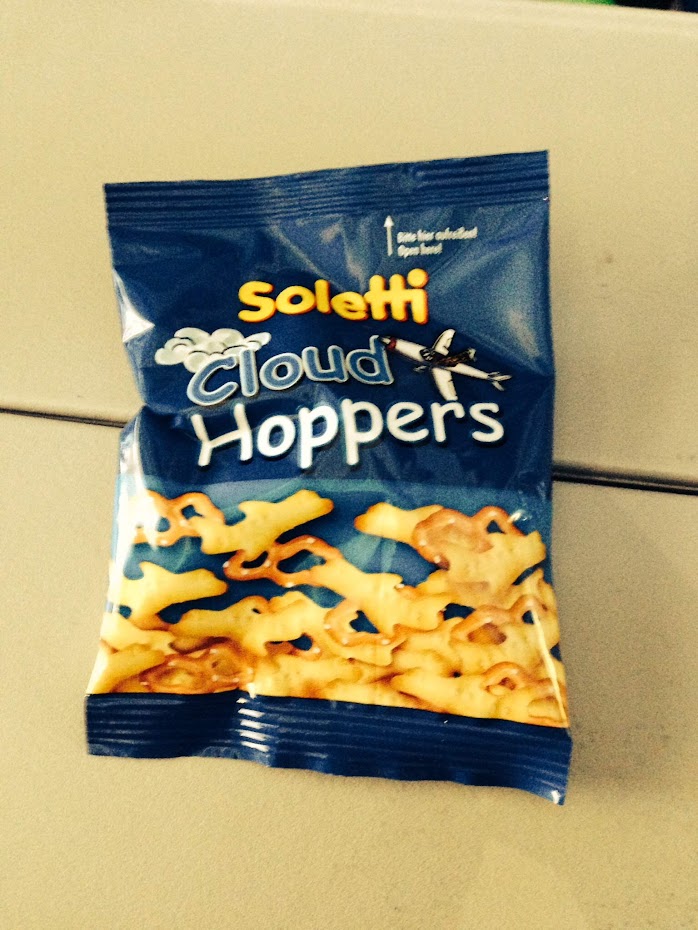 Bitte hier aufreißen!
Open here!
Soletti
Cloud
Hoppers